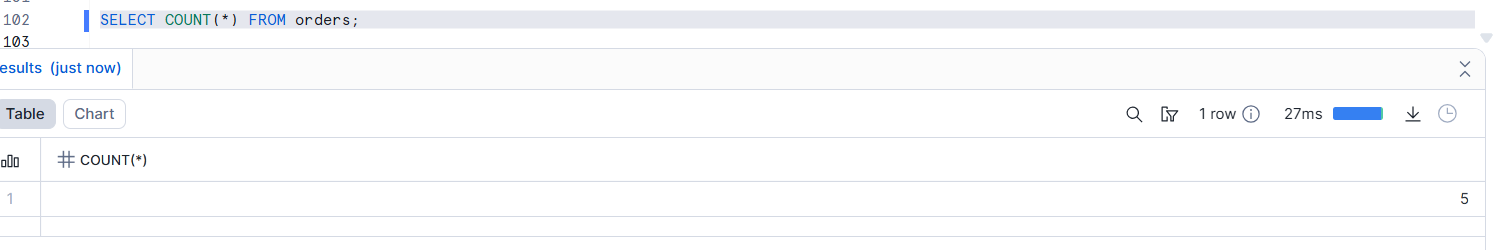 102 SELECT COUNT(*) FROM orders;
103
esults (just now)
Table Chart 1 row 27ms
COUNT(*)
1 5